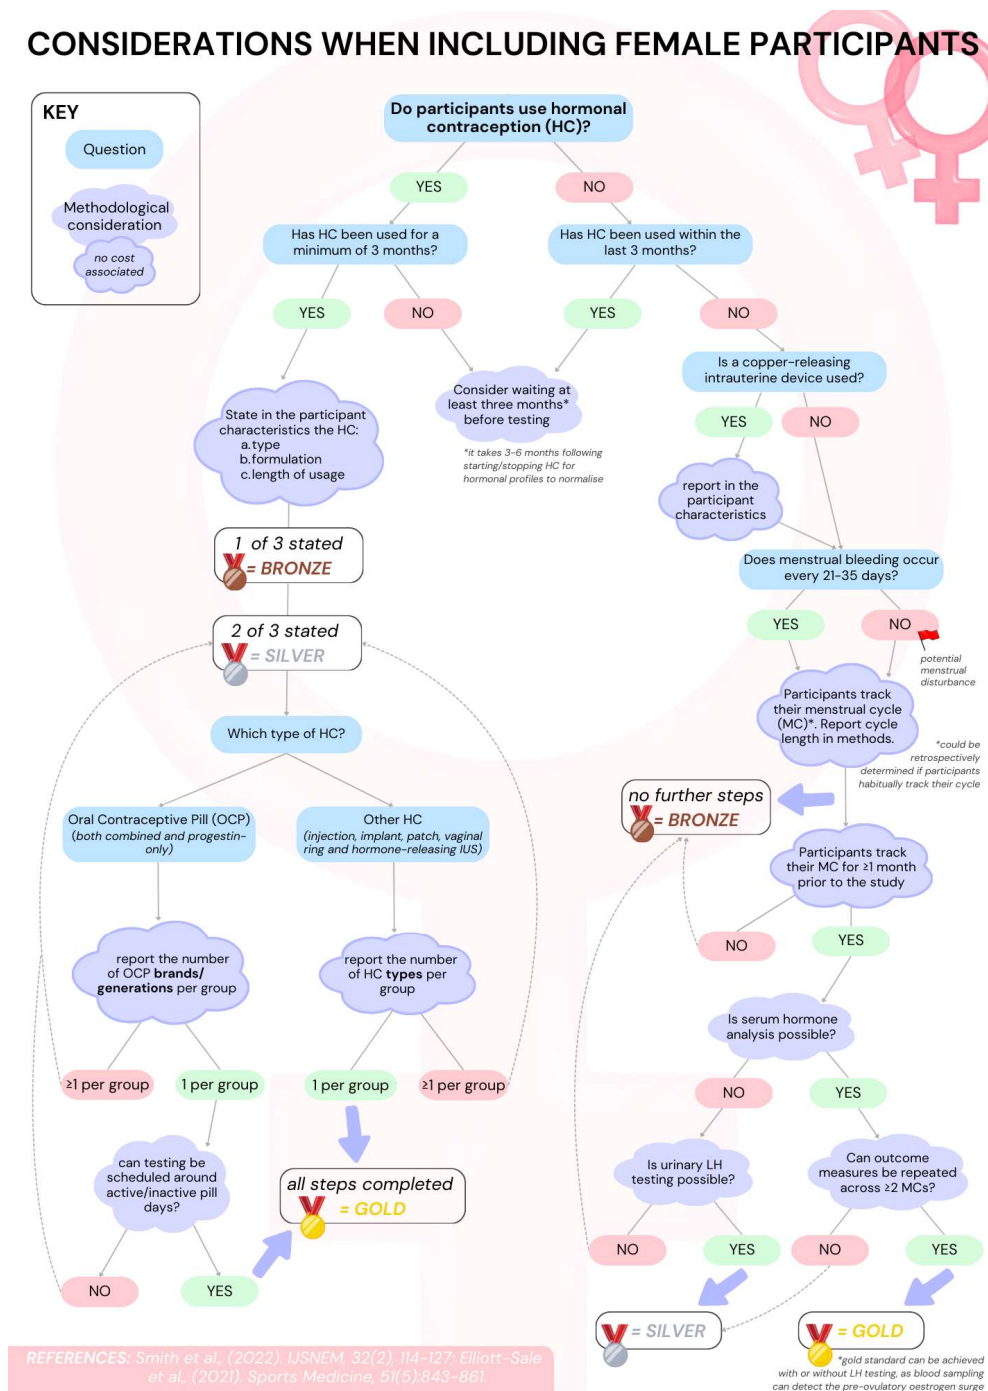 CONSIDERATIONS WHEN INCLUDING FEMALE PARTICIPANTS
KEY
Question
Methodological
consideration
no cost
associated
Do participants use hormonal
contraception (HC)?
YES
NO
Has HC been used for a
minimum of 3 months?
Has HC been used within the
last 3 months?
YES
NO
YES
NO
Is a copper-releasing
intrauterine device used?
State in the participant
characteristics the HC:
a.type
b.formulation
c.length of usage
Consider waiting at
least three months*
before testing
*it takes 3-6 months following
starting/stopping HC for
hormonal profiles to normalise
YES
NO
report in the
participant
characteristics
1 of 3 stated
= BRONZE
Does menstrual bleeding occur
every 21-35 days?
2 of 3 stated
= SILVER
YES
NO
potential
menstrual
disturbance
Participants track
their menstrual cycle
(MC)*. Report cycle
length in methods.
*could be
retrospectively
determined if participants
habitually track their cycle
Which type of HC?
no further steps
= BRONZE
Oral Contraceptive Pill (OCP)
(both combined and progestin-
only)
Other HC
(injection, implant, patch, vaginal
ring and hormone-releasing IUS)
Participants track
their MC for ≥1 month
prior to the study
NO
YES
report the number
of OCP brands/
generations per group
report the number
of HC types per
group
Is serum hormone
analysis possible?
≥1 per group
1 per group
1 per group
≥1 per group
NO
YES
can testing be
scheduled around
active/inactive pill
days?
all steps completed
= GOLD
Is urinary LH
testing possible?
Can outcome
measures be repeated
across ≥2 MCs?
NO
YES
NO
YES
NO
YES
= SILVER
= GOLD
*gold standard can be achieved
with or without LH testing, as blood sampling
can detect the pre-ovulatory oestrogen surge
REFERENCES: Smith et al., (2022). IJSNEM, 32(2), 114-127; Elliott-Sale
et al., (2021). Sports Medicine, 51(5):843-861.